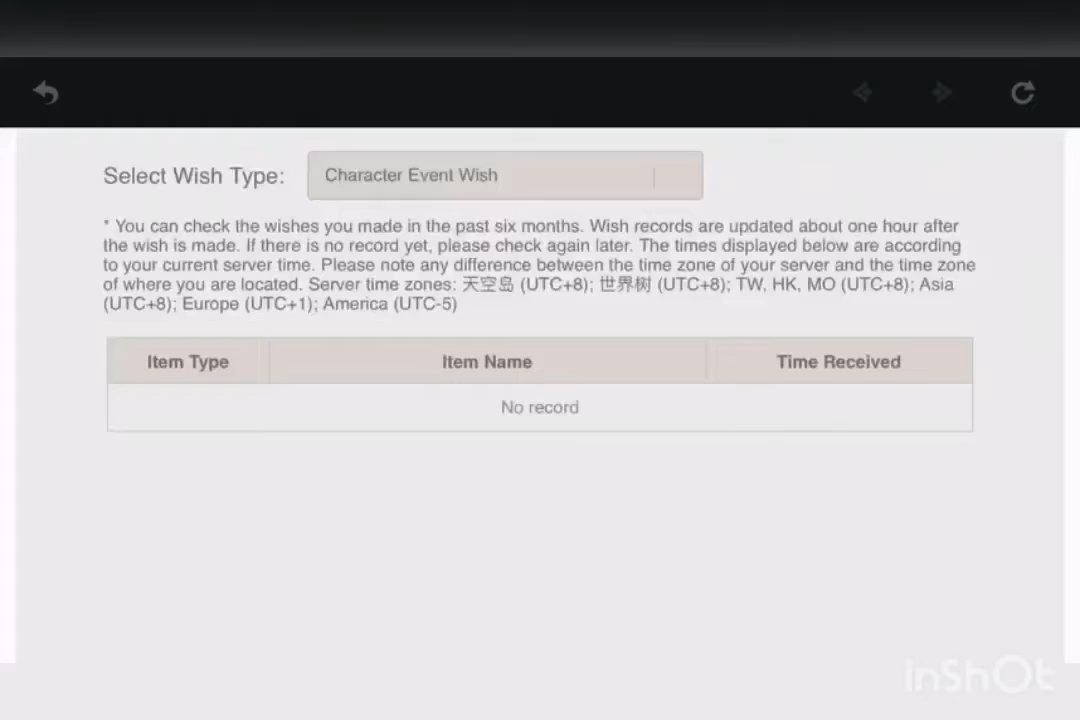 Select Wish Type: Character Event Wish
* You can check the wishes you made in the past six months. Wish records are updated about one hour after
the wish is made. If there is no record yet, please check again later. The times displayed below are according
to your current server time. Please note any difference between the time zone of your server and the time zone
of where you are located. Server time zones: 天空岛 (UTC+8); 世界树 (UTC+8); TW, HK, MO (UTC+8); Asia
(UTC+8); Europe (UTC+1); America (UTC-5)
Item Type Item Name Time Received
No record
InShOt